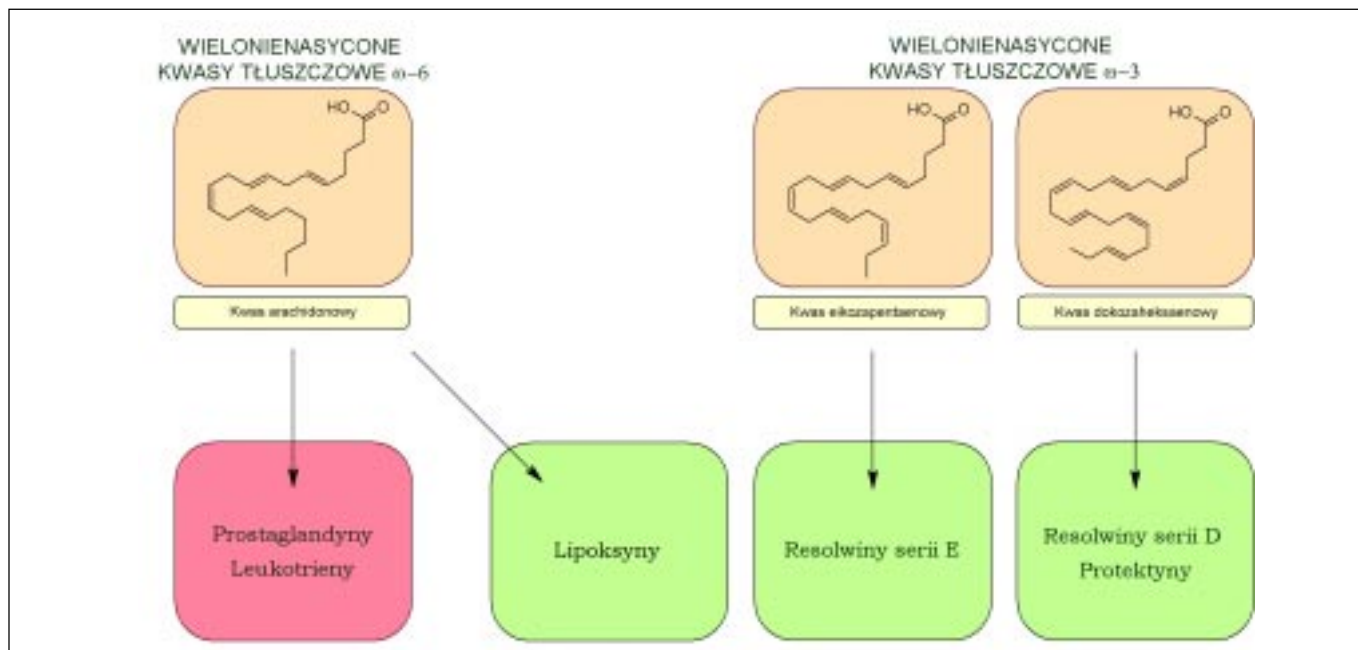 WIELONIENASYCONE
KWASY TŁUSZCZOWE ω-6
WIELONIENASYCONE
KWASY TŁUSZCZOWE ω-3
HO
O
HO
O
HO
O
Kwas arachidonowy
Kwas eikozapentaenowy
Kwas dokozaheksaenowy
Prostaglandyny
Leukotrieny
Lipoksyny
Resolwiny serii E
Resolwiny serii D
Protektyny